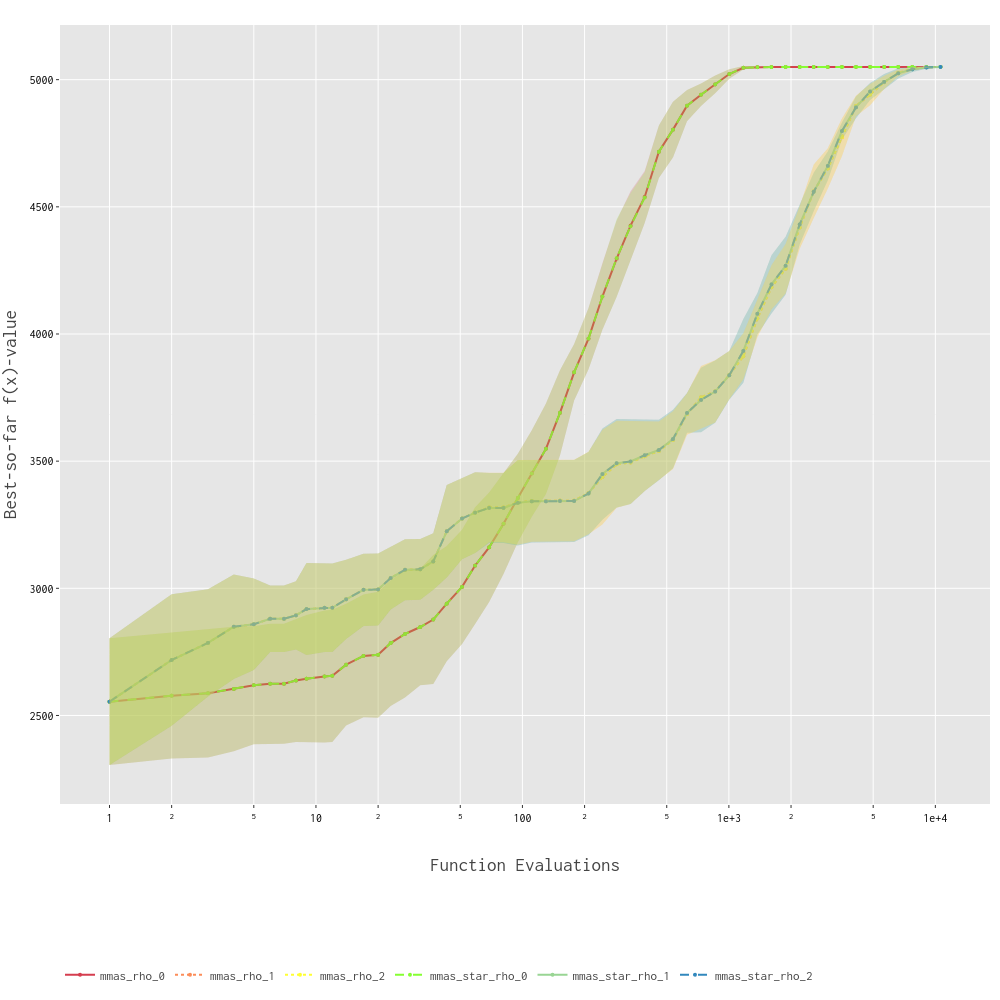 Best-so-far f(x)-value
5000
4500
4000
3500
3000
2500
1 2 5 10 2 5 100 2 5 1e+3 2 5 1e+4
Function Evaluations
mmas_rho_0 mmas_rho_1 mmas_rho_2 mmas_star_rho_0 mmas_star_rho_1 mmas_star_rho_2